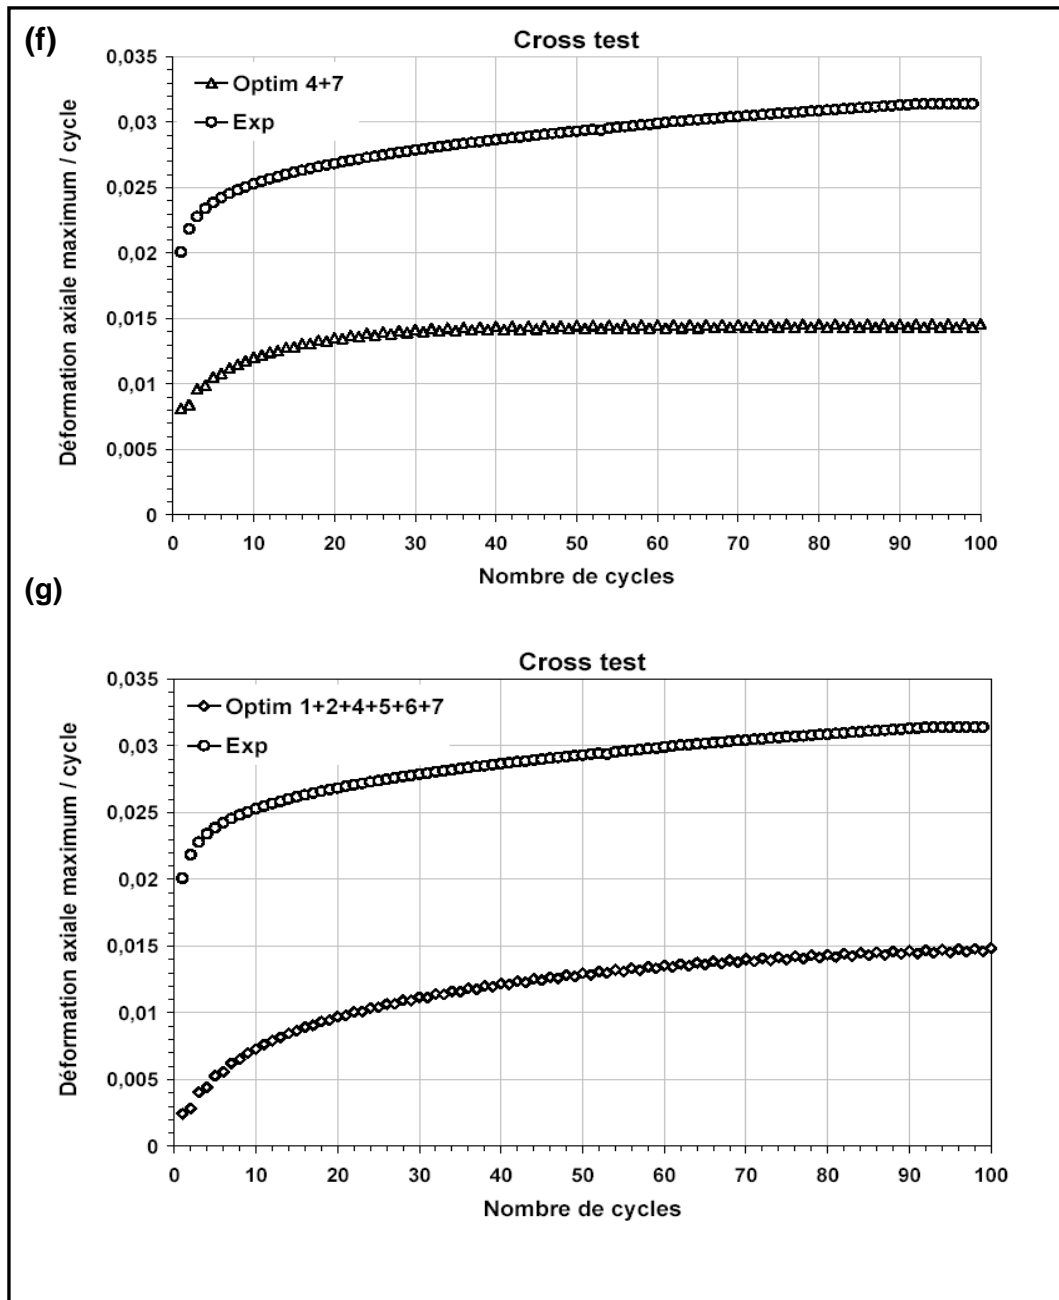 (f)
Cross test
Optim 4+7
Exp
Déformation axiale maximum / cycle
0,035
0,03
0,025
0,02
0,015
0,01
0,005
0
0 10 20 30 40 50 60 70 80 90 100
Nombre de cycles
(g)
Cross test
Optim 1+2+4+5+6+7
Exp
Déformation axiale maximum / cycle
0,035
0,03
0,025
0,02
0,015
0,01
0,005
0
0 10 20 30 40 50 60 70 80 90 100
Nombre de cycles